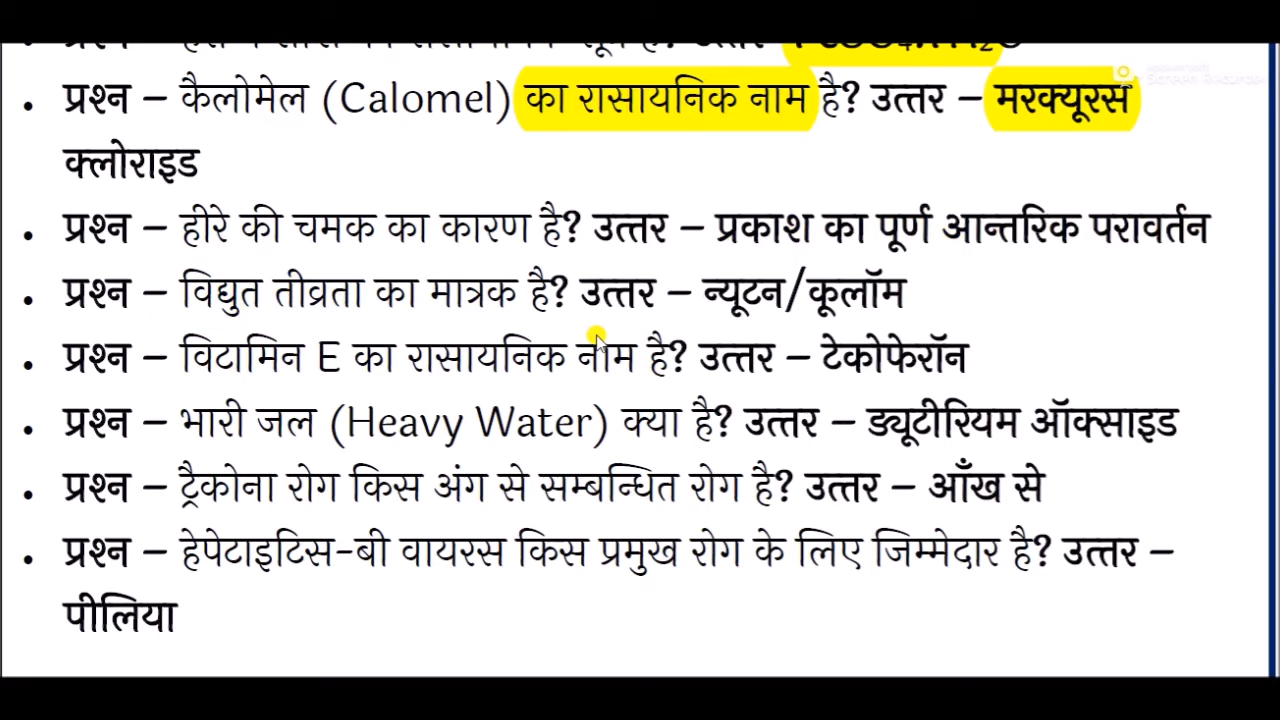 • प्रश्न – कैलोमेल (Calomel) का रासायनिक नाम है? उत्तर – मरक्यूरस
क्लोराइड
• प्रश्न – हीरे की चमक का कारण है? उत्तर – प्रकाश का पूर्ण आन्तरिक परावर्तन
• प्रश्न – विद्युत तीव्रता का मात्रक है? उत्तर – न्यूटन/कूलॉम
• प्रश्न – विटामिन E का रासायनिक नाम है? उत्तर – टेकोफेरॉन
• प्रश्न – भारी जल (Heavy Water) क्या है? उत्तर – ड्यूटीरियम ऑक्साइड
• प्रश्न – ट्रैकोना रोग किस अंग से सम्बन्धित रोग है? उत्तर – आँख से
• प्रश्न – हेपेटाइटिस-बी वायरस किस प्रमुख रोग के लिए जिम्मेदार है? उत्तर –
पीलिया